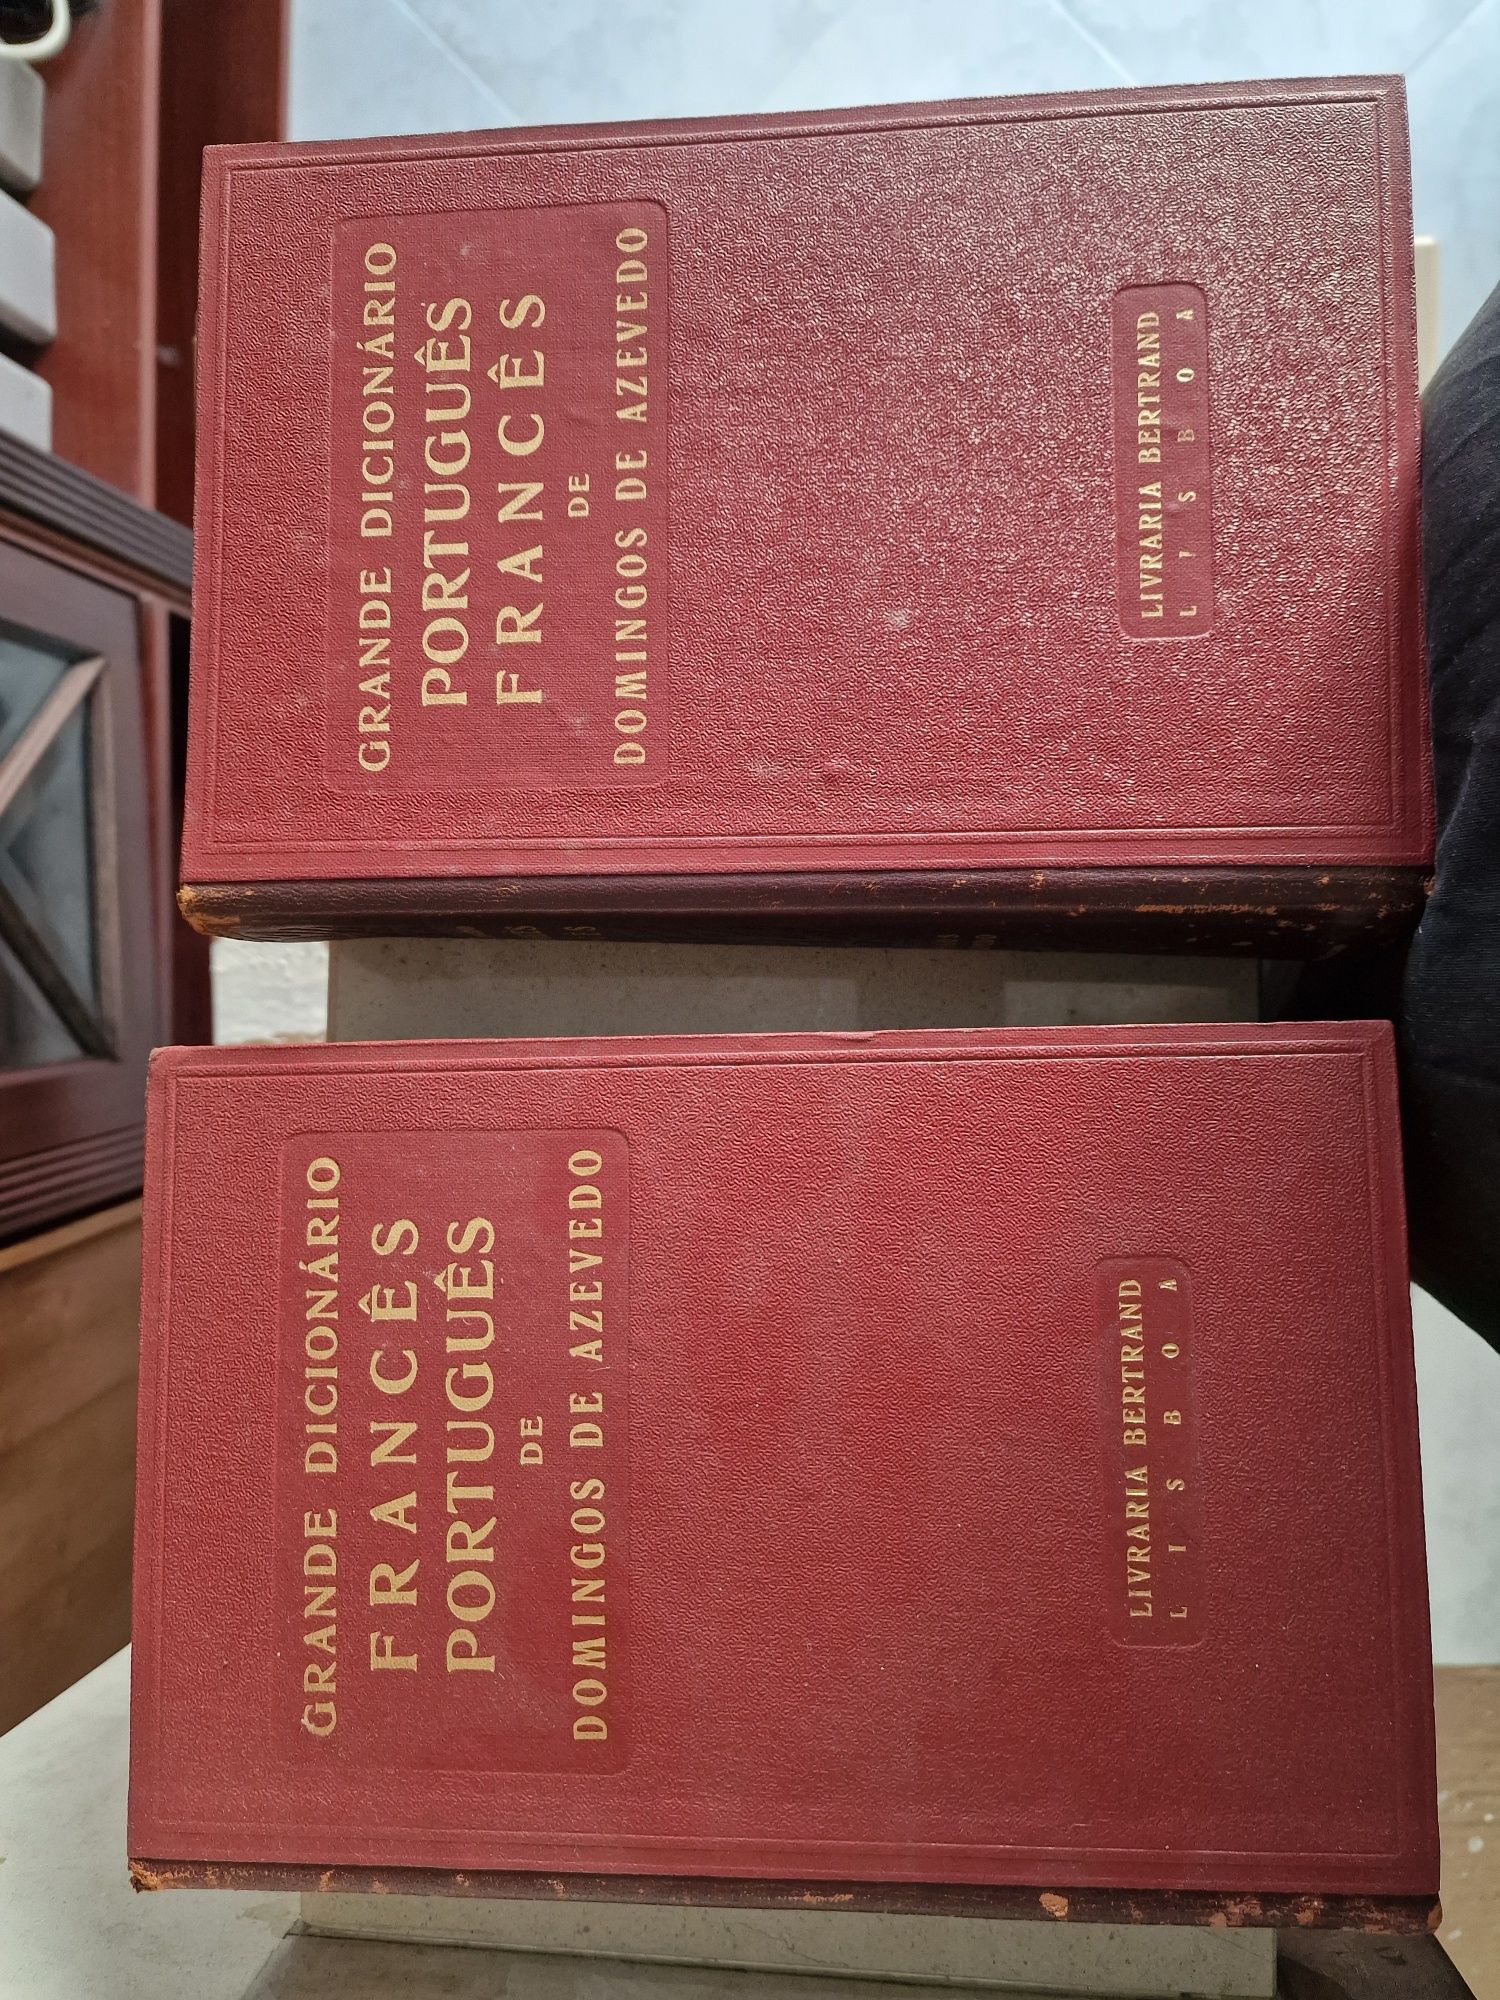 GRANDE DICIONÁRIO
PORTUGUÊS
FRANCÊS
DE
DOMINGOS DE AZEVEDO
LIVRARIA BERTRAND
LISBOA
GRANDE DICIONÁRIO
FRANCÊS
PORTUGUÊS
DE
DOMINGOS DE AZEVEDO
LIVRARIA BERTRAND
LISBOA